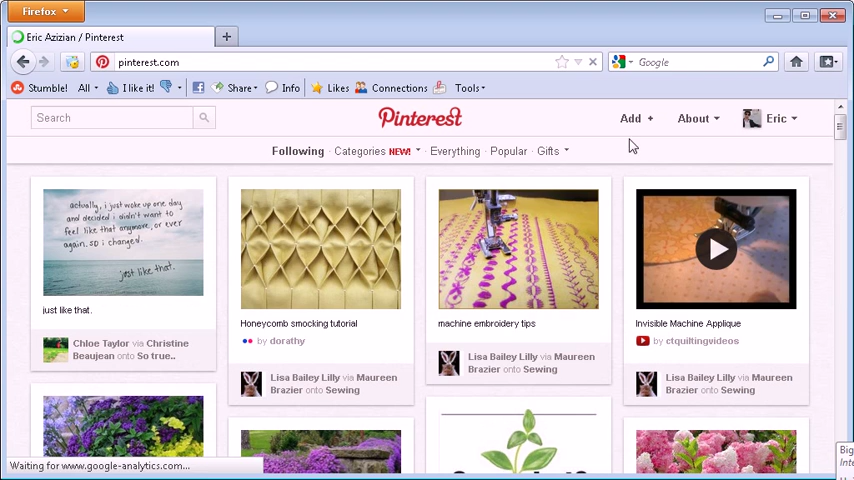 Firefox
Eric Azizian / Pinterest
pinterest.com
Google
Stumble! All I like it! Share Info Likes Connections Tools
Search
Pinterest
Add + About Eric
Following · Categories NEW! · Everything · Popular · Gifts
actually, i just woke up one day
and decided i didn't want to
feel like that anymore, or ever
again. so i changed.
just like that.
just like that.
Chloe Taylor via Christine
Beaujean onto So true..
Honeycomb smocking tutorial
by dorathy
Lisa Bailey Lilly via Maureen
Brazier onto Sewing
machine embroidery tips
Lisa Bailey Lilly via Maureen
Brazier onto Sewing
Invisible Machine Applique
by ctquiltingvideos
Lisa Bailey Lilly via Maureen
Brazier onto Sewing
Waiting for www.google-analytics.com...
Big